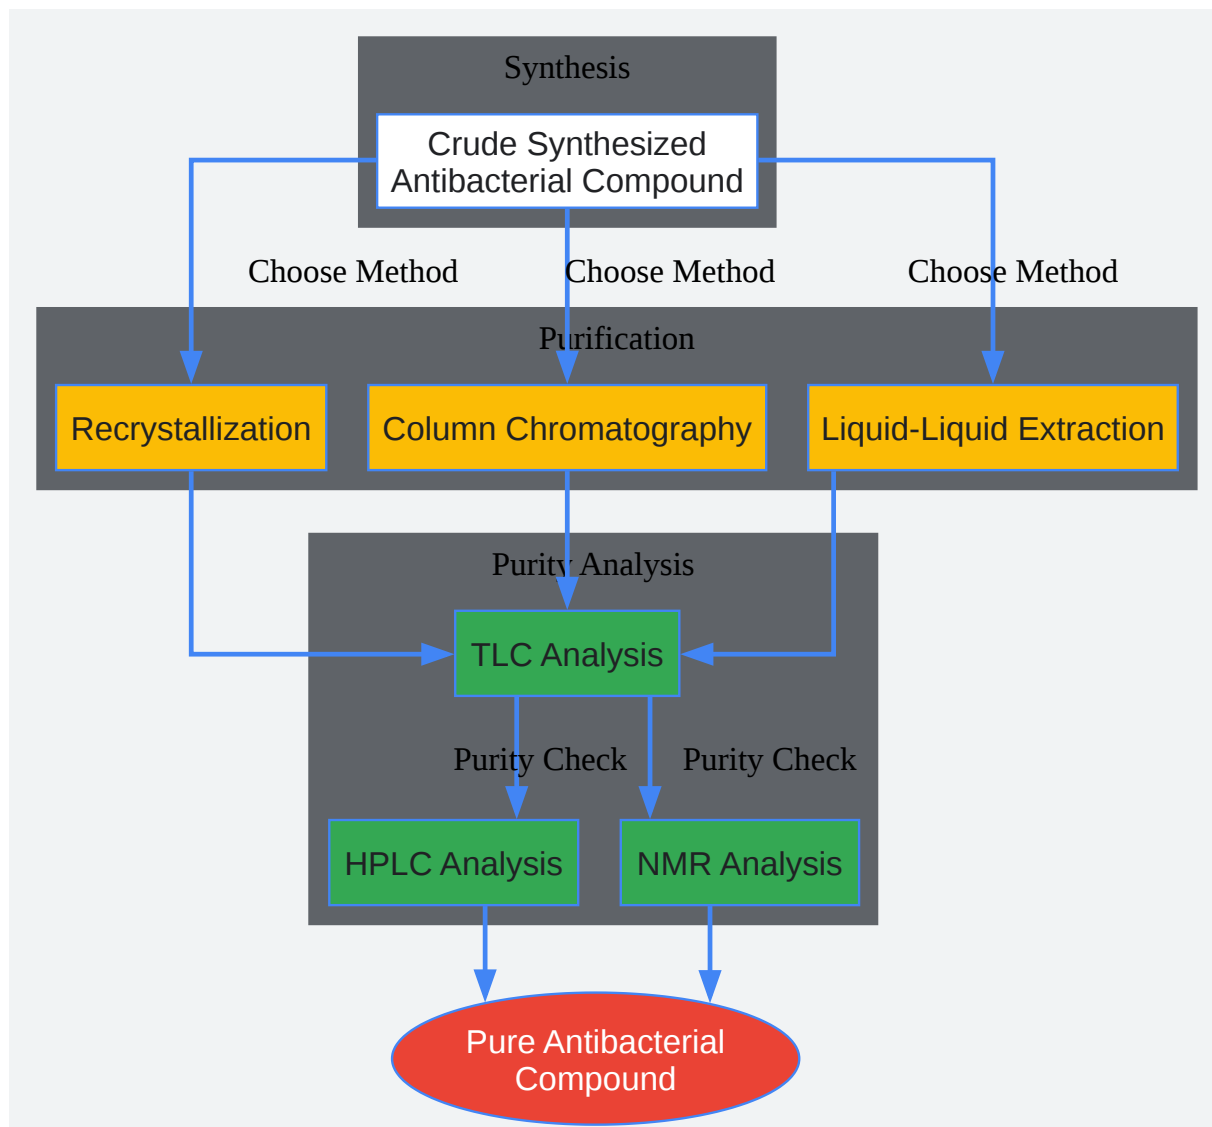 Synthesis
Crude Synthesized
Antibacterial Compound
Choose Method
Choose Method
Choose Method
Purification
Recrystallization
Column Chromatography
Liquid-Liquid Extraction
Purity Analysis
TLC Analysis
Purity Check
Purity Check
HPLC Analysis
NMR Analysis
Pure Antibacterial
Compound